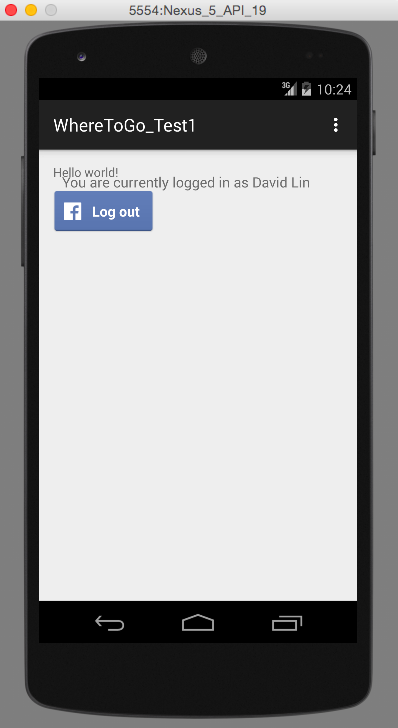 5554:Nexus_5_API_19
3G 10:24
WhereToGo_Test1
Hello world!
You are currently logged in as David Lin
f Log out